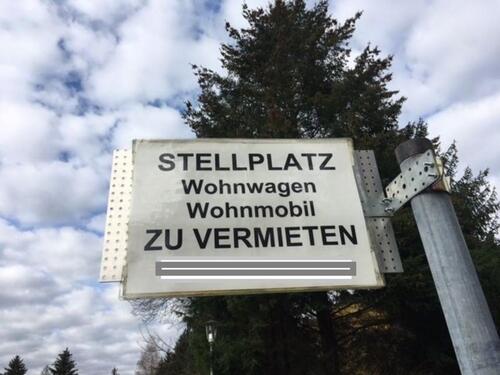 STELLPLATZ
Wohnwagen
Wohnmobil
ZU VERMIETEN